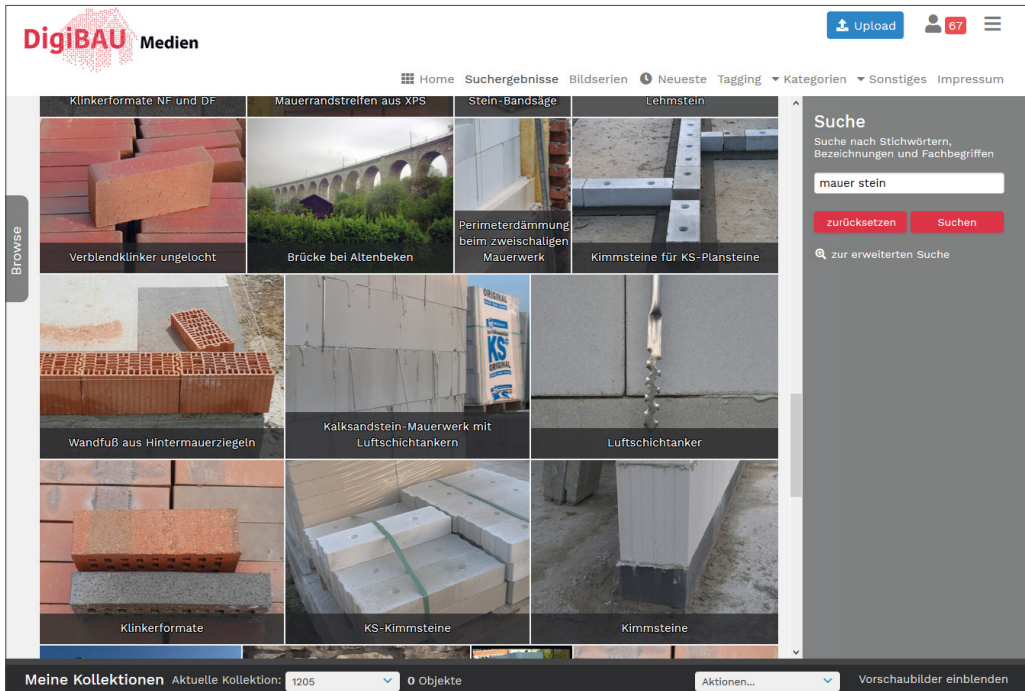 DigiBAU Medien
Upload
67
Home Suchergebnisse Bildserien Neueste Tagging Kategorien Sonstiges Impressum
Klinkerformate NF und DF
Mauerrandstreifen aus XPS
Stein-Bandsäge
Lehmstein
Browse
Verblendklinker ungelocht
Brücke bei Altenbeken
Perimeterdämmung
beim zweischaligen
Mauerwerk
Kimmsteine für KS-Plansteine
Wandfuß aus Hintermauerziegeln
ORIGINAL
KS
ORIGINAL
Kalksandstein-Mauerwerk mit
Luftschichtankern
Luftschichtanker
Klinkerformate
KS-Kimmsteine
Kimmsteine
Suche
Suche nach Stichwörtern,
Bezeichnungen und Fachbegriffen
mauer stein
zurücksetzen Suchen
zur erweiterten Suche
Meine Kollektionen Aktuelle Kollektion: 1205 0 Objekte Aktionen... Vorschaubilder einblenden